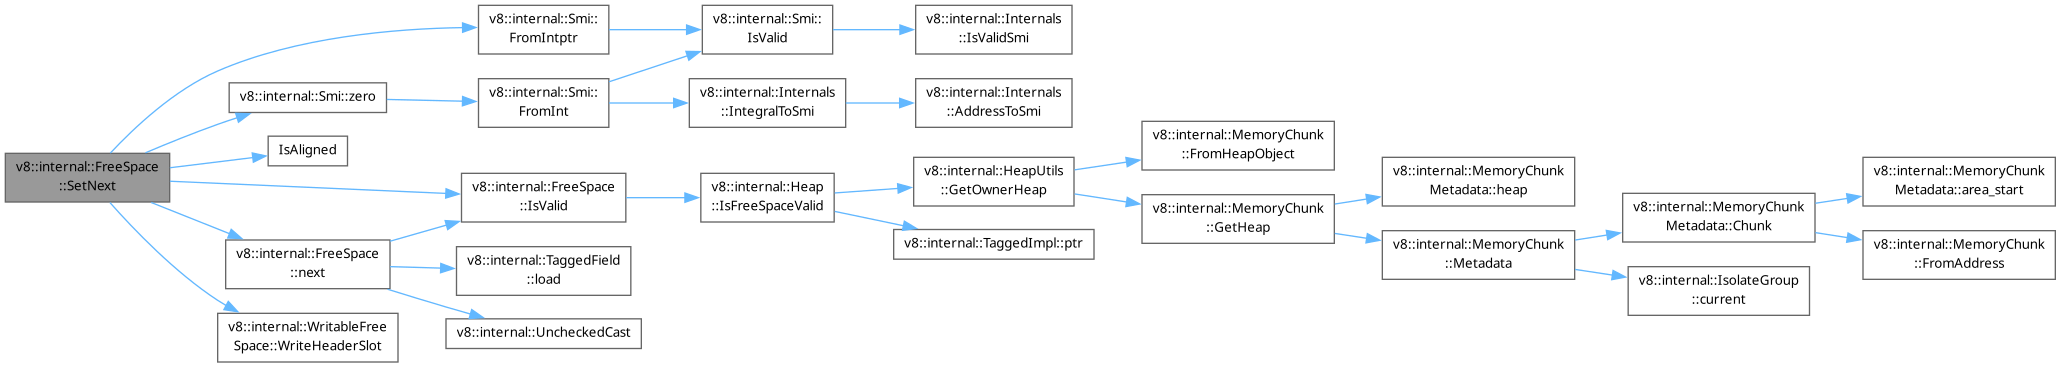 v8::internal::FreeSpace
::SetNext
v8::internal::Smi::
FromIntptr
v8::internal::Smi::zero
IsAligned
v8::internal::FreeSpace
::next
v8::internal::WritableFree
Space::WriteHeaderSlot
v8::internal::Smi::
FromInt
v8::internal::FreeSpace
::IsValid
v8::internal::TaggedField
::load
v8::internal::UncheckedCast
v8::internal::Smi::
IsValid
v8::internal::Internals
::IntegralToSmi
v8::internal::Heap
::IsFreeSpaceValid
v8::internal::Internals
::IsValidSmi
v8::internal::Internals
::AddressToSmi
v8::internal::HeapUtils
::GetOwnerHeap
v8::internal::TaggedImpl::ptr
v8::internal::MemoryChunk
::FromHeapObject
v8::internal::MemoryChunk
::GetHeap
v8::internal::MemoryChunk
Metadata::heap
v8::internal::MemoryChunk
::Metadata
v8::internal::MemoryChunk
Metadata::Chunk
v8::internal::IsolateGroup
::current
v8::internal::MemoryChunk
Metadata::area_start
v8::internal::MemoryChunk
::FromAddress